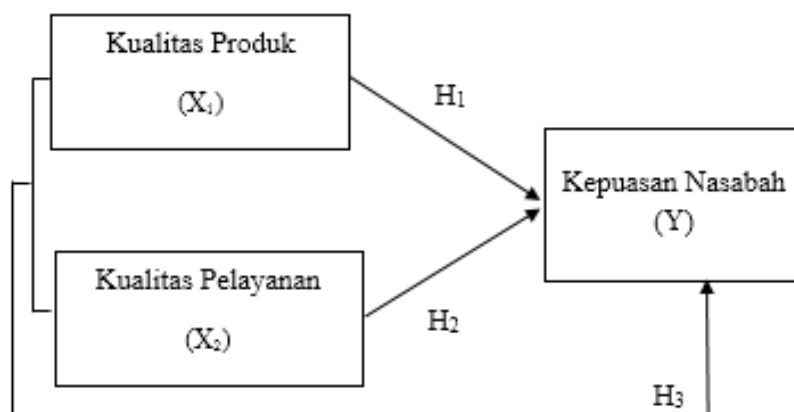 Kualitas Produk
(X₁)
H₁
Kepuasan Nasabah
(Y)
Kualitas Pelayanan
(X₂)
H₂
H₃